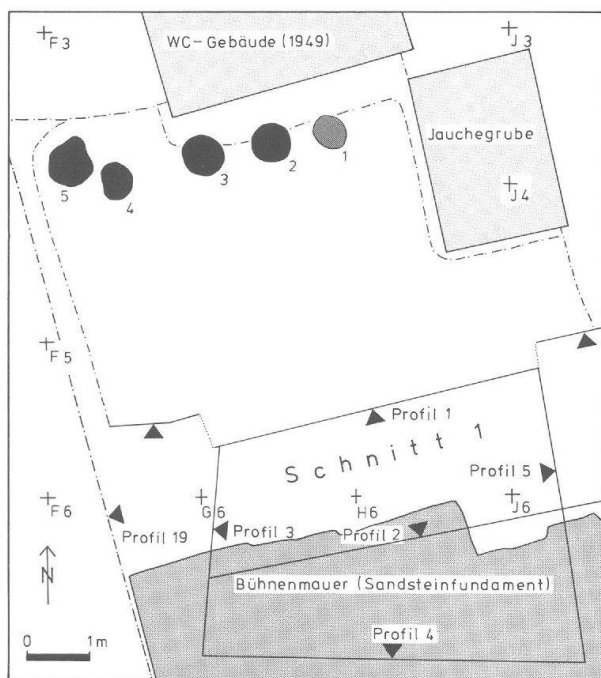 F3
WC-Gebäude (1949)
J3
Jauchegrube
1
2
3
4
5
J4
F5
Profil 1
Schnitt 1
Profil 5
F6
G6
H6
J6
Profil 19
Profil 3
Profil 2
N
Bühnenmauer (Sandsteinfundament)
0 1m
Profil 4